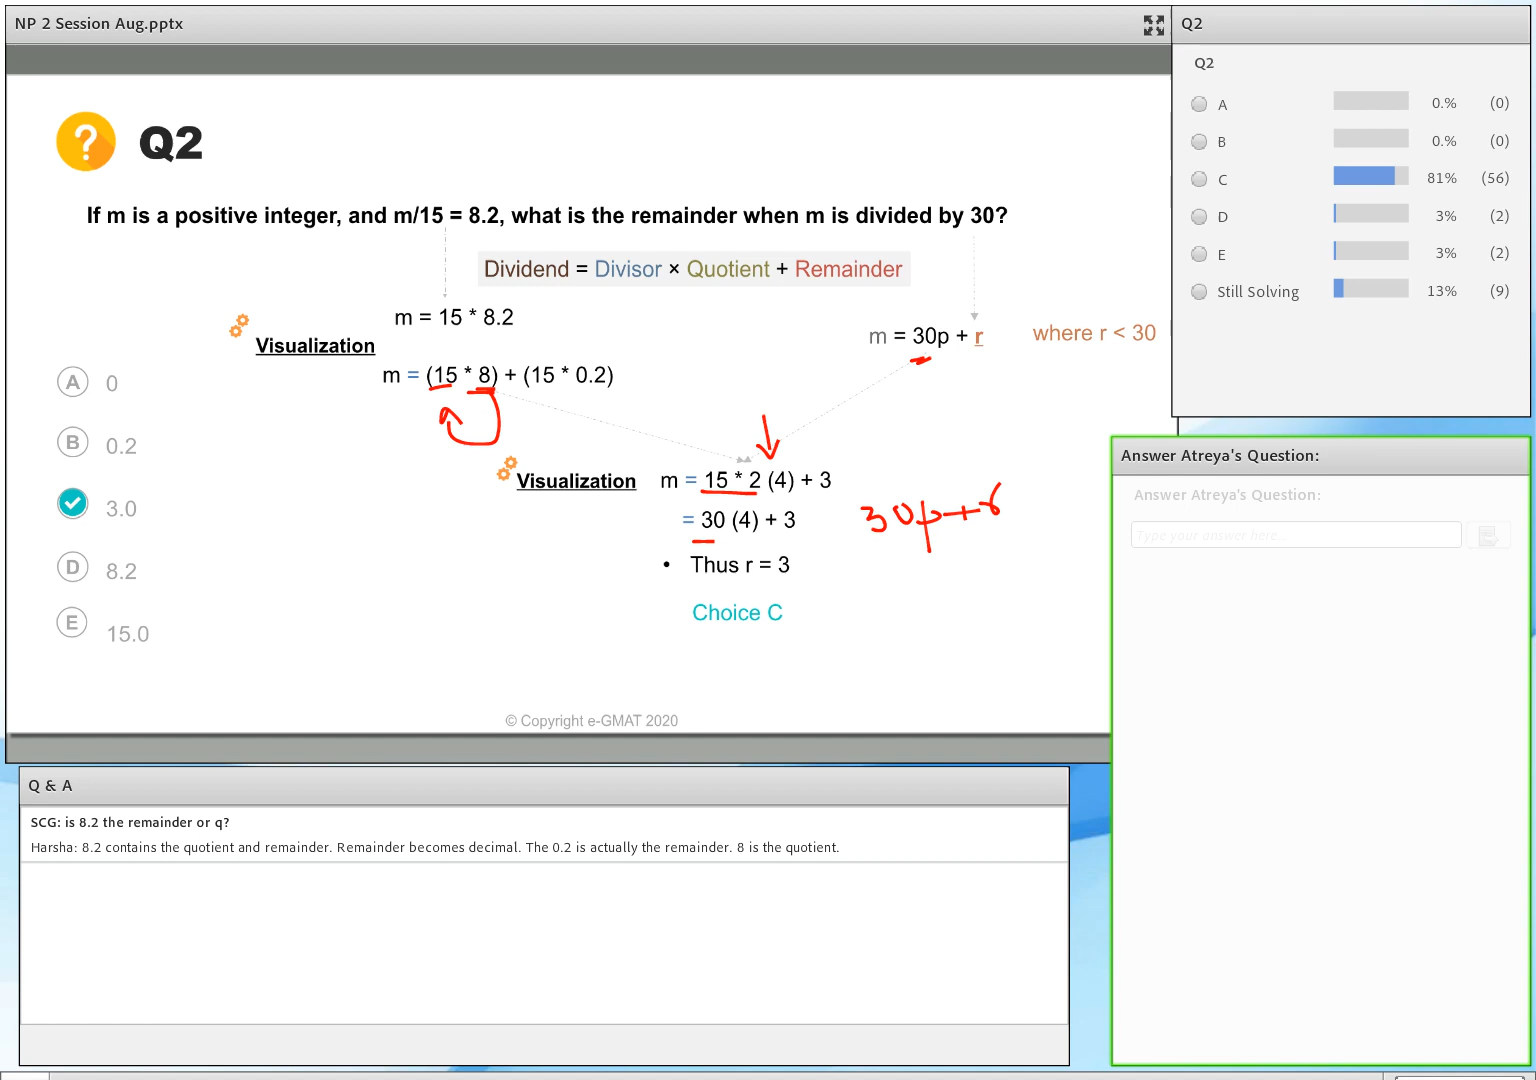 NP 2 Session Aug.pptx
Q2
If m is a positive integer, and m/15 = 8.2, what is the remainder when m is divided by 30?
Dividend = Divisor × Quotient + Remainder
m = 15 * 8.2
Visualization
m = 30p + r
where r < 30
m = (15 * 8) + (15 * 0.2)
A 0
B 0.2
3.0
D 8.2
E 15.0
Visualization
m = 15 * 2 (4) + 3
= 30 (4) + 3
30p+r
• Thus r = 3
Choice C
© Copyright e-GMAT 2020
Q2
Q2
A 0.% (0)
B 0.% (0)
C 81% (56)
D 3% (2)
E 3% (2)
Still Solving 13% (9)
Answer Atreya's Question:
Answer Atreya's Question:
Type your answer here...
Q & A
SCG: is 8.2 the remainder or q?
Harsha: 8.2 contains the quotient and remainder. Remainder becomes decimal. The 0.2 is actually the remainder. 8 is the quotient.